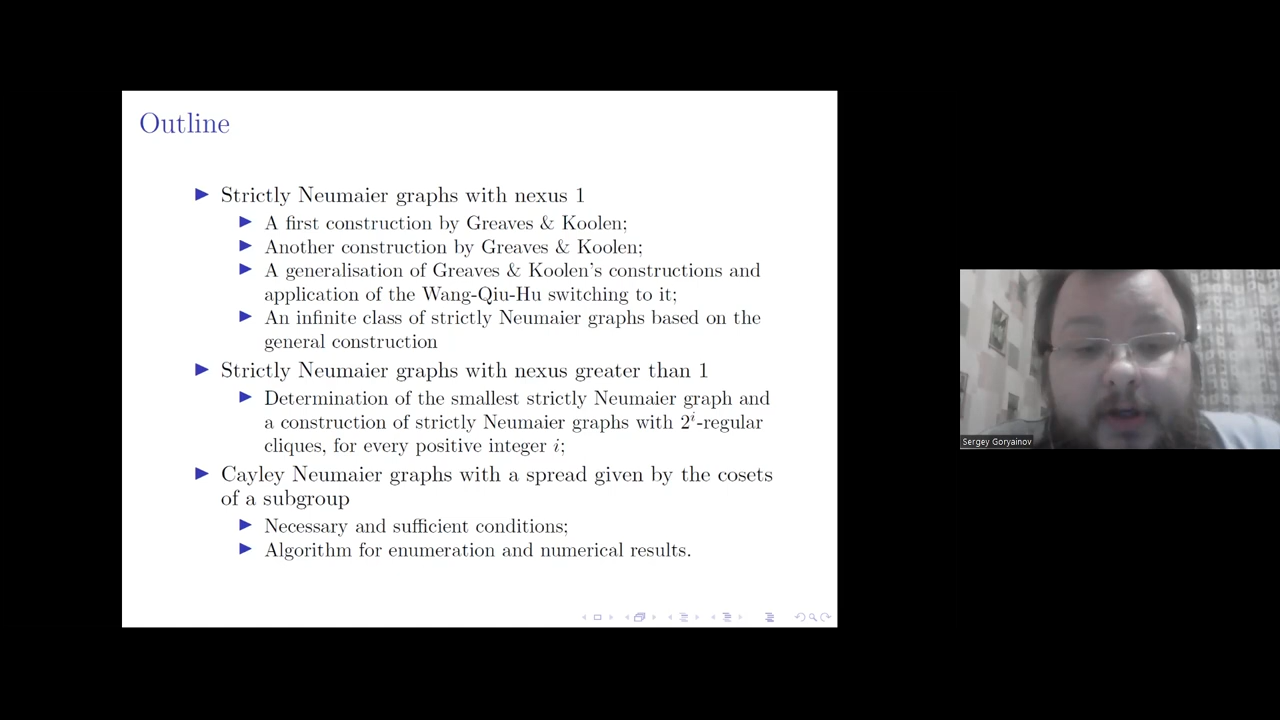 Outline
Strictly Neumaier graphs with nexus 1
A first construction by Greaves & Koolen;
Another construction by Greaves & Koolen;
A generalisation of Greaves & Koolen's constructions and
application of the Wang-Qiu-Hu switching to it;
An infinite class of strictly Neumaier graphs based on the
general construction
Strictly Neumaier graphs with nexus greater than 1
Determination of the smallest strictly Neumaier graph and
a construction of strictly Neumaier graphs with 2^i-regular
cliques, for every positive integer i;
Cayley Neumaier graphs with a spread given by the cosets
of a subgroup
Necessary and sufficient conditions;
Algorithm for enumeration and numerical results.
Sergey Goryainov